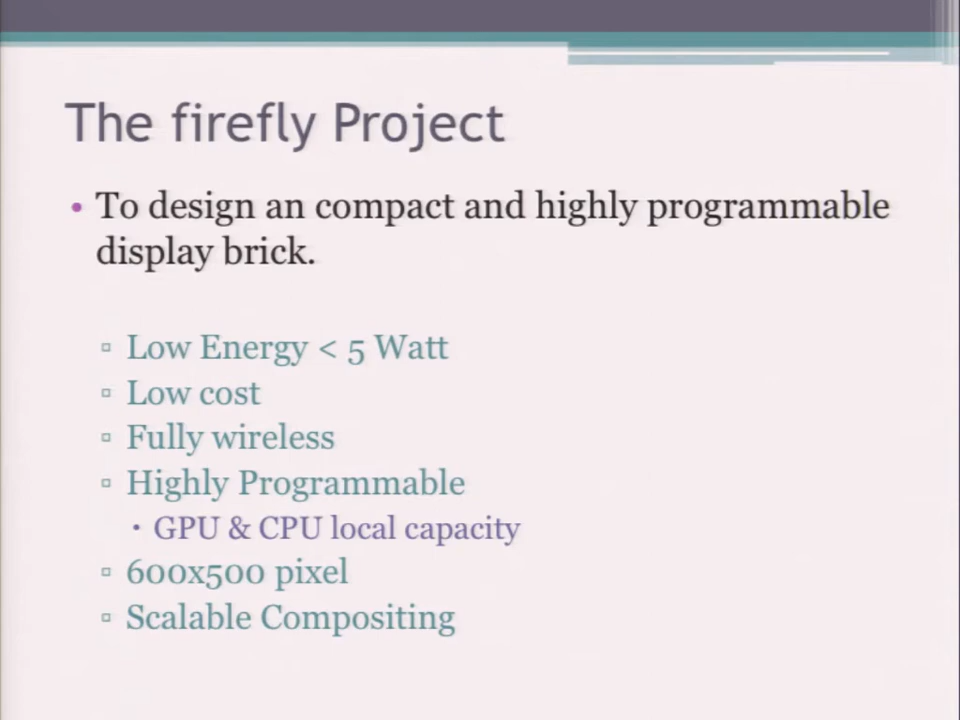 The firefly Project
• To design an compact and highly programmable
display brick.
▫ Low Energy < 5 Watt
▫ Low cost
▫ Fully wireless
▫ Highly Programmable
▪ GPU & CPU local capacity
▫ 600x500 pixel
▫ Scalable Compositing